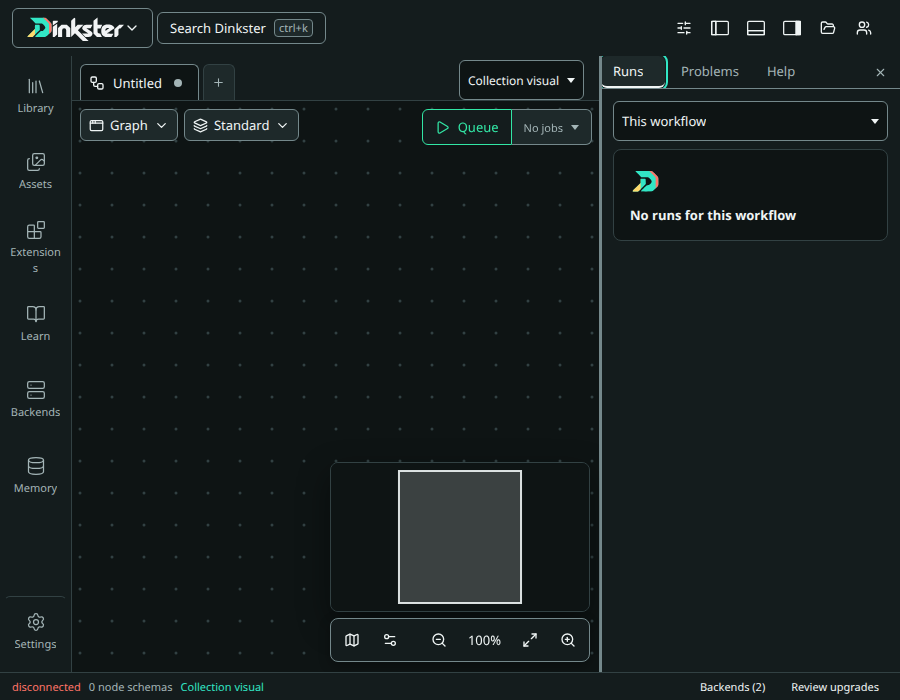 Dinkster
Search Dinkster ctrl+k
Untitled
Collection visual
Runs Problems Help
Library
Assets
Extension
s
Learn
Backends
Memory
Settings
Graph
Standard
Queue
No jobs
This workflow
No runs for this workflow
100%
disconnected 0 node schemas Collection visual
Backends (2) Review upgrades